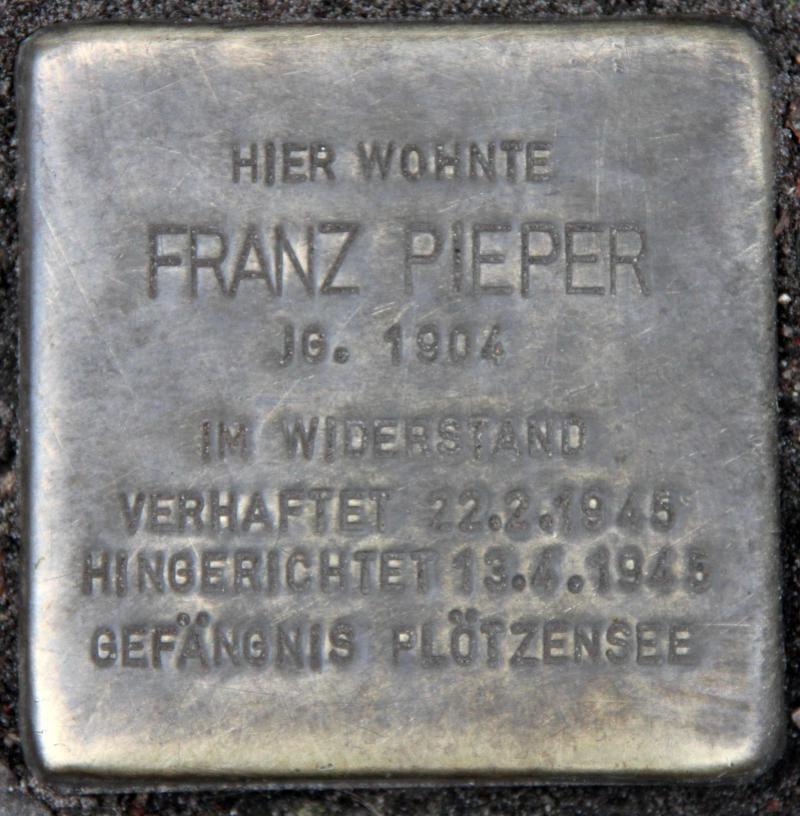 HIER WOHNTE
FRANZ PIEPER
JG. 1904
IM WIDERSTAND
VERHAFTET 22.2.1945
HINGERICHTET 13.4.1945
GEFÄNGNIS PLÖTZENSEE